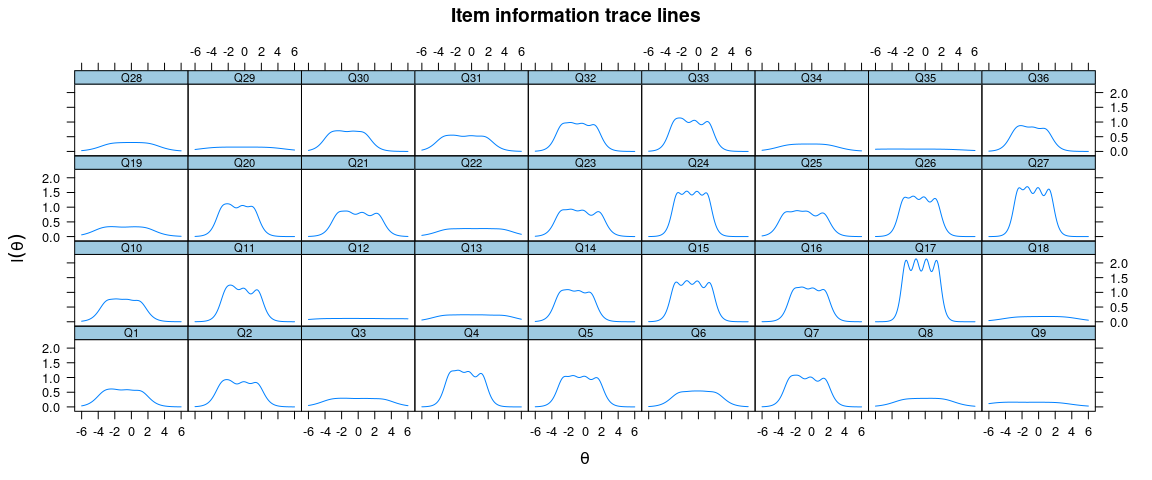 Item information trace lines
-6 -4 -2 0 2 4 6 -6 -4 -2 0 2 4 6 -6 -4 -2 0 2 4 6 -6 -4 -2 0 2 4 6
Q28 Q29 Q30 Q31 Q32 Q33 Q34 Q35 Q36
2.0
1.5
1.0
0.5
0.0
Q19 Q20 Q21 Q22 Q23 Q24 Q25 Q26 Q27
2.0
1.5
1.0
0.5
0.0
Q10 Q11 Q12 Q13 Q14 Q15 Q16 Q17 Q18
2.0
1.5
1.0
0.5
0.0
Q1 Q2 Q3 Q4 Q5 Q6 Q7 Q8 Q9
2.0
1.5
1.0
0.5
0.0
-6 -4 -2 0 2 4 6 -6 -4 -2 0 2 4 6 -6 -4 -2 0 2 4 6 -6 -4 -2 0 2 4 6 -6 -4 -2 0 2 4 6
I(θ)
θ